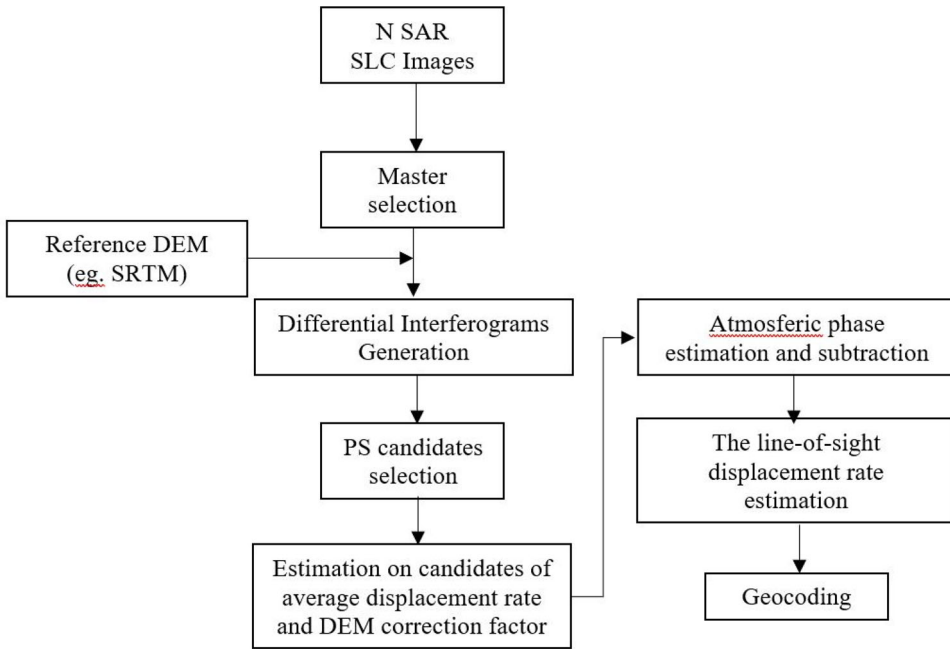 N SAR
SLC Images
Master
selection
Reference DEM
(eg. SRTM)
Differential Interferograms
Generation
PS candidates
selection
Estimation on candidates of
average displacement rate
and DEM correction factor
Atmosferic phase
estimation and subtraction
The line-of-sight
displacement rate
estimation
Geocoding